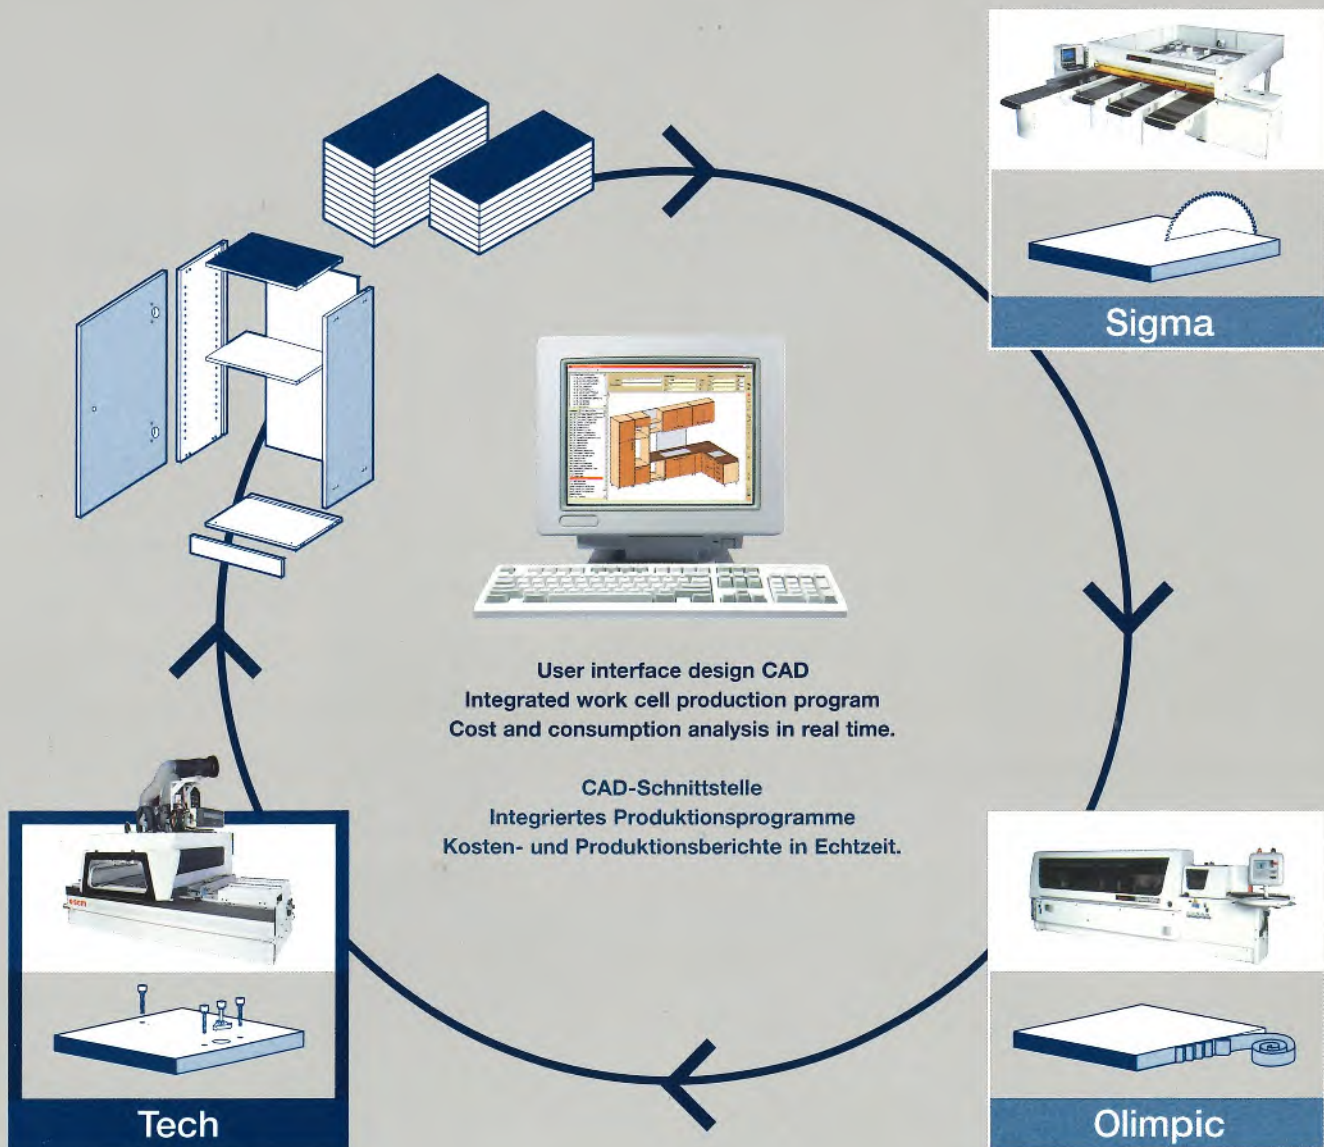 Sigma
User interface design CAD
Integrated work cell production program
Cost and consumption analysis in real time.
CAD-Schnittstelle
Integriertes Produktionsprogramme
Kosten- und Produktionsberichte in Echtzeit.
scm
Tech
Olimpic